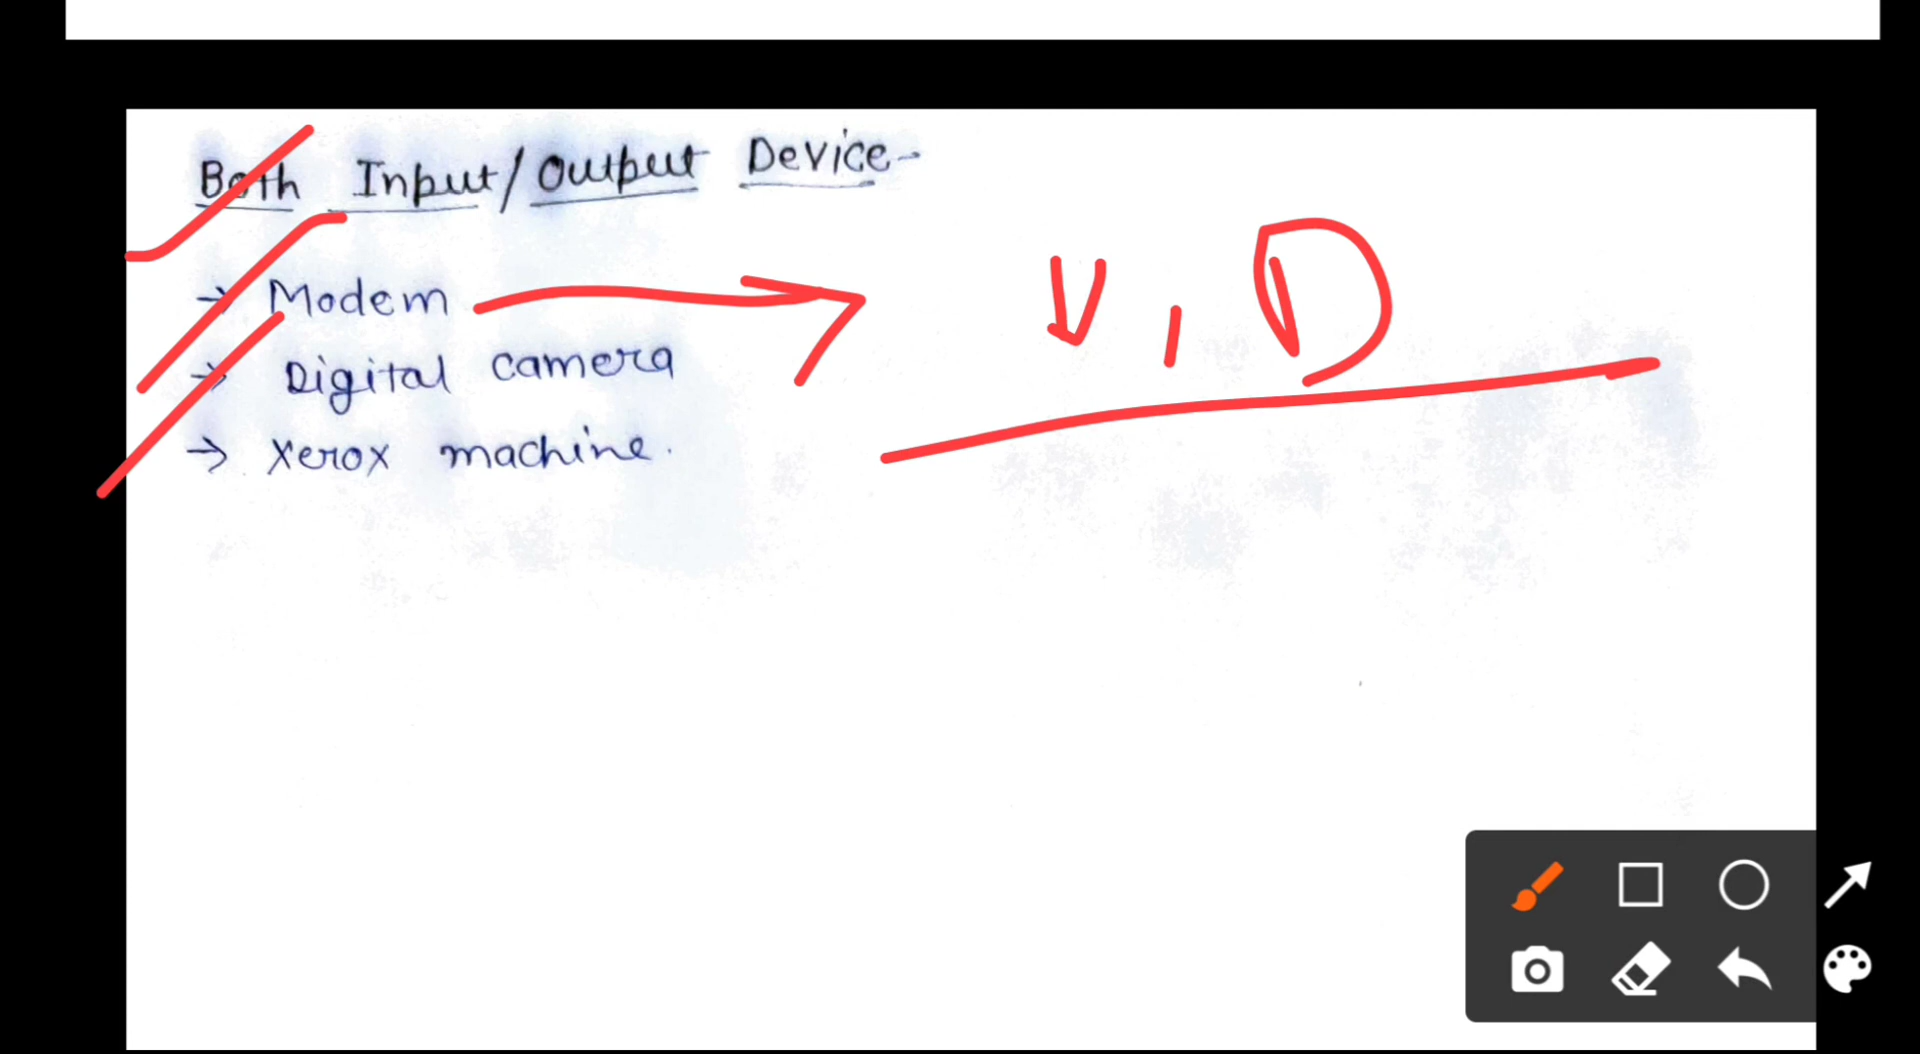 Both Input/Output Device-
→ Modem V, D
→ Digital camera
→ Xerox machine.